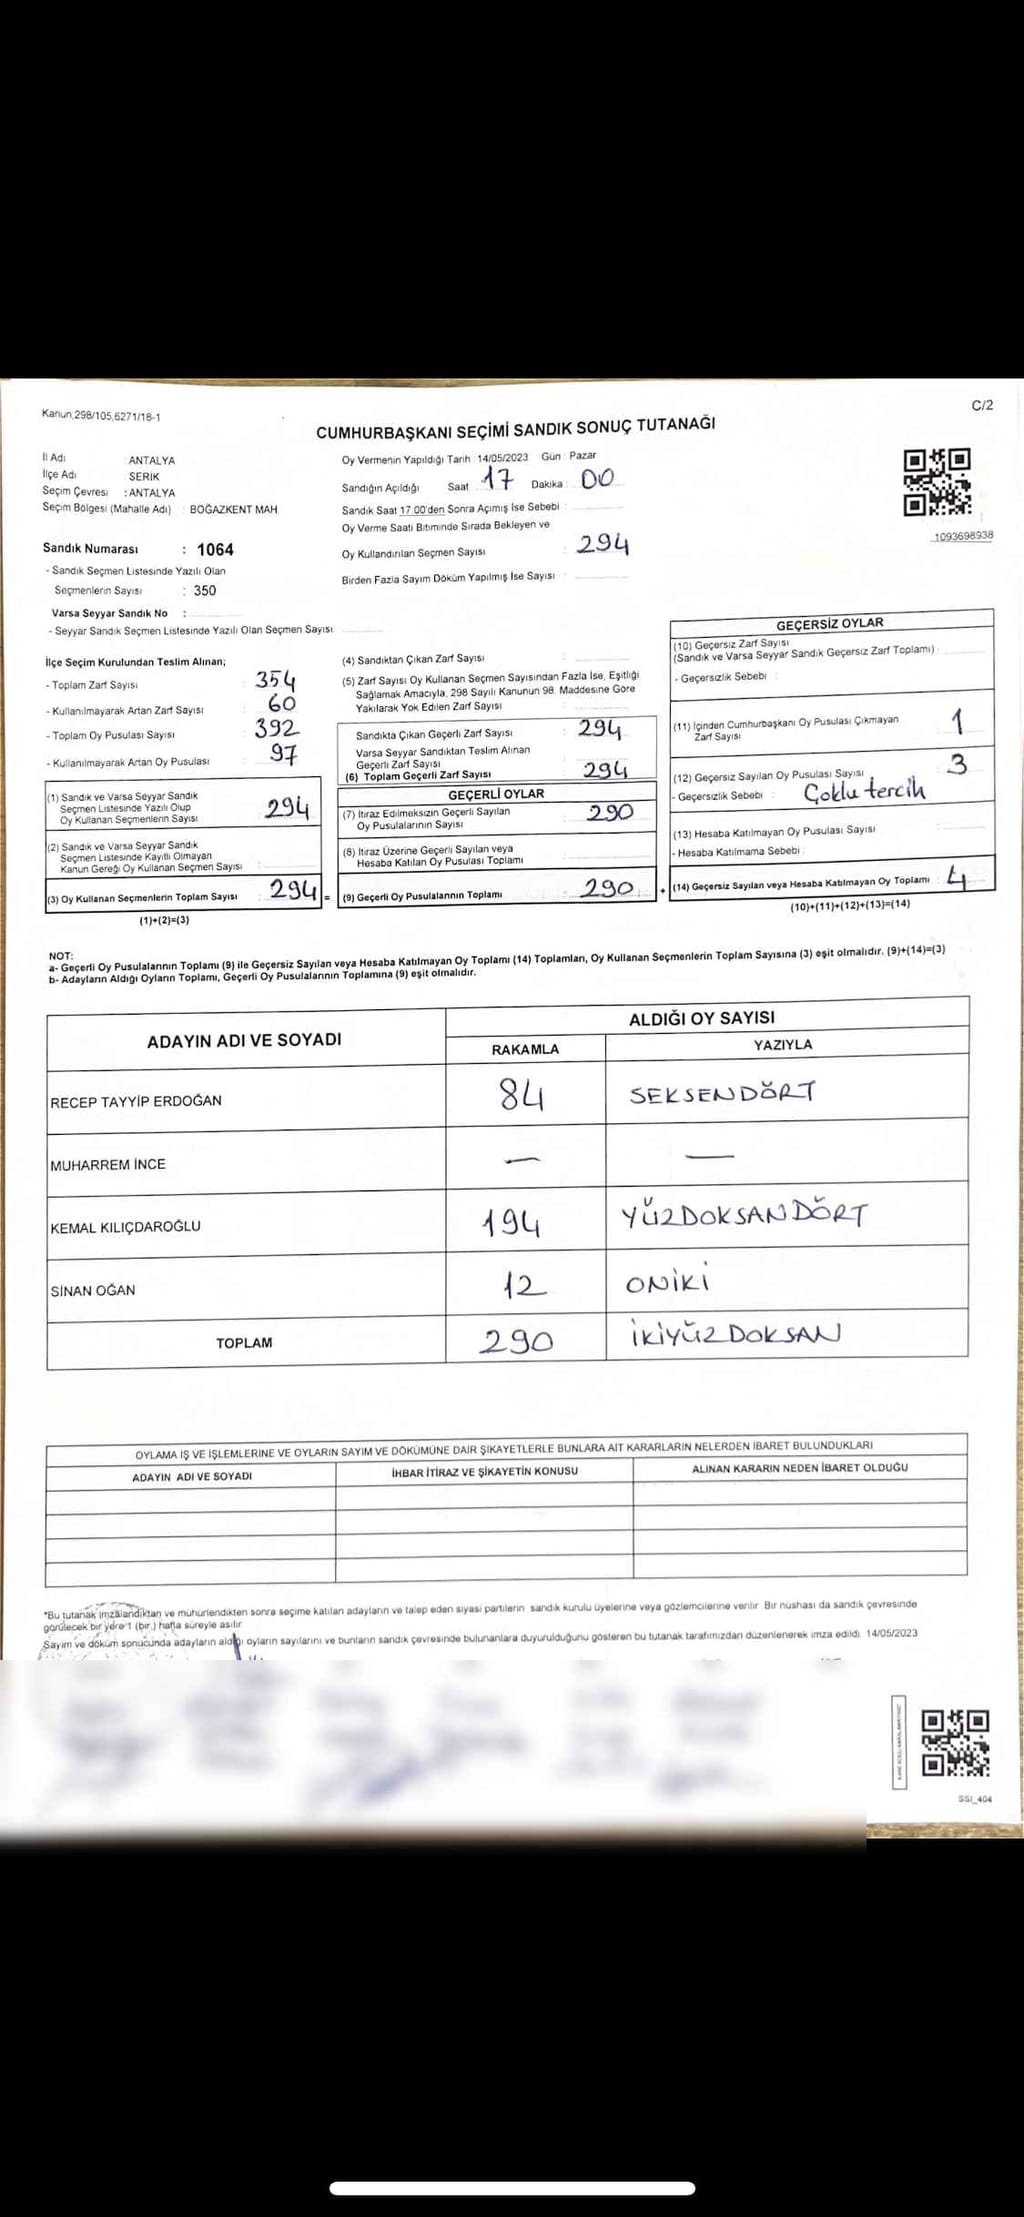 Kanun,298/105,6271/18-1
C/2
CUMHURBAŞKANI SEÇİMİ SANDIK SONUÇ TUTANAĞI
İl Adı ANTALYA
İlçe Adı SERİK
Seçim Çevresi : ANTALYA
Seçim Bölgesi (Mahalle Adı) : BOĞAZKENT MAH
Sandık Numarası : 1064
- Sandık Seçmen Listesinde Yazılı Olan
Seçmenlerin Sayısı : 350
Varsa Seyyar Sandık No :
- Seyyar Sandık Seçmen Listesinde Yazılı Olan Seçmen Sayısı
Oy Vermenin Yapıldığı Tarih : 14/05/2023 Gün : Pazar
Sandığın Açıldığı Saat 17 Dakika : 00
Sandık Saat 17.00'den Sonra Açımış İse Sebebi :
Oy Verme Saati Bitiminde Sırada Bekleyen ve
Oy Kullandırılan Seçmen Sayısı : 294
Birden Fazla Sayım Döküm Yapılmış İse Sayısı :
1093698938
İlçe Seçim Kurulundan Teslim Alınan;
- Toplam Zarf Sayısı : 354
- Kullanılmayarak Artan Zarf Sayısı : 60
- Toplam Oy Pusulası Sayısı : 392
- Kullanılmayarak Artan Oy Pusulası : 97
(1) Sandık ve Varsa Seyyar Sandık
Seçmen Listesinde Yazılı Olup
Oy Kullanan Seçmenlerin Sayısı : 294
(2) Sandık ve Varsa Seyyar Sandık
Seçmen Listesinde Kayıtlı Olmayan
Kanun Gereği Oy Kullanan Seçmen Sayısı
(3) Oy Kullanan Seçmenlerin Toplam Sayısı : 294 =
(1)+(2)=(3)
(4) Sandıktan Çıkan Zarf Sayısı :
(5) Zarf Sayısı Oy Kullanan Seçmen Sayısından Fazla İse, Eşitliği
Sağlamak Amacıyla, 298 Sayılı Kanunun 98. Maddesine Göre
Yakılarak Yok Edilen Zarf Sayısı :
Sandıkta Çıkan Geçerli Zarf Sayısı : 294
Varsa Seyyar Sandıktan Teslim Alınan
Geçerli Zarf Sayısı
(6) Toplam Geçerli Zarf Sayısı : 294
GEÇERLİ OYLAR
(7) İtiraz Edilmeksizin Geçerli Sayılan
Oy Pusulalarının Sayısı : 290
(8) İtiraz Üzerine Geçerli Sayılan veya
Hesaba Katılan Oy Pusulası Toplamı :
(9) Geçerli Oy Pusulalarının Toplamı : 290 +
GEÇERSİZ OYLAR
(10) Geçersiz Zarf Sayısı
(Sandık ve Varsa Seyyar Sandık Geçersiz Zarf Toplamı) :
- Geçersizlik Sebebi :
(11) İçinden Cumhurbaşkanı Oy Pusulası Çıkmayan
Zarf Sayısı 1
(12) Geçersiz Sayılan Oy Pusulası Sayısı : 3
- Geçersizlik Sebebi : Çoklu tercih
(13) Hesaba Katılmayan Oy Pusulası Sayısı :
- Hesaba Katılmama Sebebi :
(14) Geçersiz Sayılan veya Hesaba Katılmayan Oy Toplamı : 4
(10)+(11)+(12)+(13)=(14)
NOT:
a- Geçerli Oy Pusulalarının Toplamı (9) ile Geçersiz Sayılan veya Hesaba Katılmayan Oy Toplamı (14) Toplamları, Oy Kullanan Seçmenlerin Toplam Sayısına (3) eşit olmalıdır. (9)+(14)=(3)
b- Adayların Aldığı Oyların Toplamı, Geçerli Oy Pusulalarının Toplamına (9) eşit olmalıdır.
ADAYIN ADI VE SOYADI
ALDIĞI OY SAYISI
RAKAMLA YAZIYLA
RECEP TAYYİP ERDOĞAN 84 SEKSENDÖRT
MUHARREM İNCE — —
KEMAL KILIÇDAROĞLU 194 YÜZDOKSANDÖRT
SİNAN OĞAN 12 ONİKİ
TOPLAM 290 İKİYÜZDOKSAN
OYLAMA İŞ VE İŞLEMLERİNE VE OYLARIN SAYIM VE DÖKÜMÜNE DAİR ŞİKAYETLERLE BUNLARA AİT KARARLARIN NELERDEN İBARET BULUNDUKLARI
ADAYIN ADI VE SOYADI İHBAR İTİRAZ VE ŞİKAYETİN KONUSU ALINAN KARARIN NEDEN İBARET OLDUĞU
*Bu tutanak imzalandıktan ve mühürlendikten sonra seçime katılan adayların ve talep eden siyasi partilerin sandık kurulu üyelerine veya gözlemcilerine verilir. Bir nüshası da sandık çevresinde
görülecek bir yere 1 (bir) hafta süreyle asılır
Sayım ve döküm sonucunda adayların aldığı oyların sayılarını ve bunların sandık çevresinde bulunanlara duyurulduğunu gösteren bu tutanak tarafımızdan düzenlenerek imza edildi. 14/05/2023
SSI_404